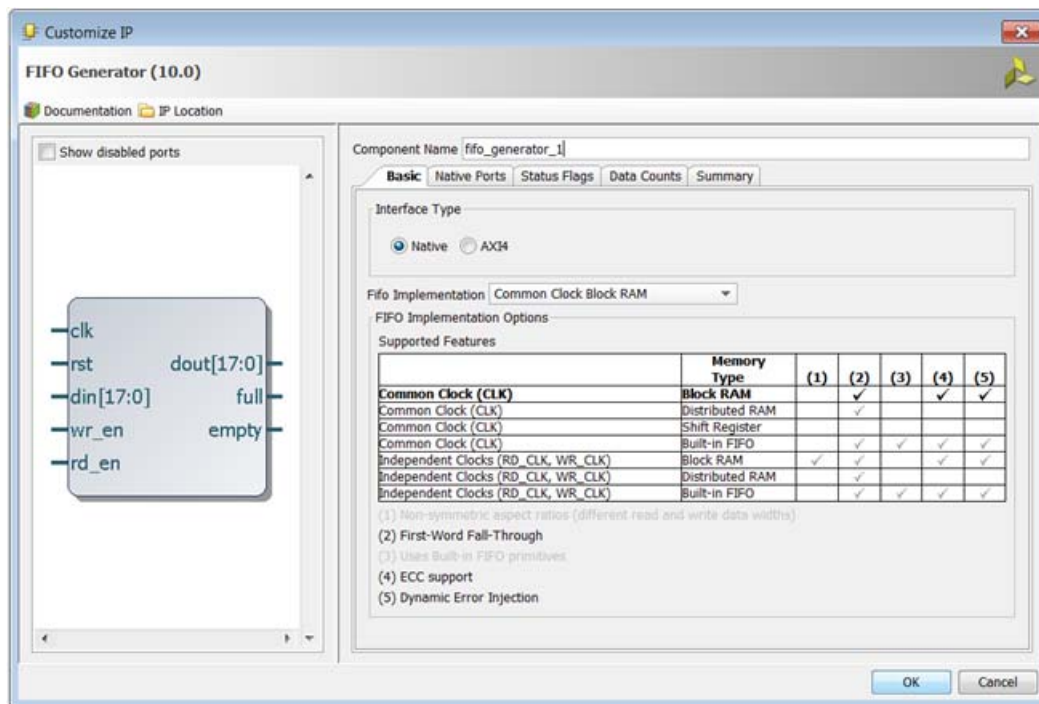 Customize IP
FIFO Generator (10.0)
Documentation IP Location
Show disabled ports
clk
rst
din[17:0]
wr_en
rd_en
dout[17:0]
full
empty
Component Name fifo_generator_1
Basic Native Ports Status Flags Data Counts Summary
Interface Type
Native AXI4
Fifo Implementation Common Clock Block RAM
FIFO Implementation Options
Supported Features
Memory Type (1) (2) (3) (4) (5)
Common Clock (CLK) Block RAM ✓ ✓ ✓
Common Clock (CLK) Distributed RAM ✓
Common Clock (CLK) Shift Register
Common Clock (CLK) Built-in FIFO ✓ ✓ ✓ ✓
Independent Clocks (RD_CLK, WR_CLK) Block RAM ✓ ✓ ✓ ✓
Independent Clocks (RD_CLK, WR_CLK) Distributed RAM ✓
Independent Clocks (RD_CLK, WR_CLK) Built-in FIFO ✓ ✓ ✓ ✓
(1) Non-symmetric aspect ratios (different read and write data widths)
(2) First-Word Fall-Through
(3) Uses Built-in FIFO primitives
(4) ECC support
(5) Dynamic Error Injection
OK Cancel